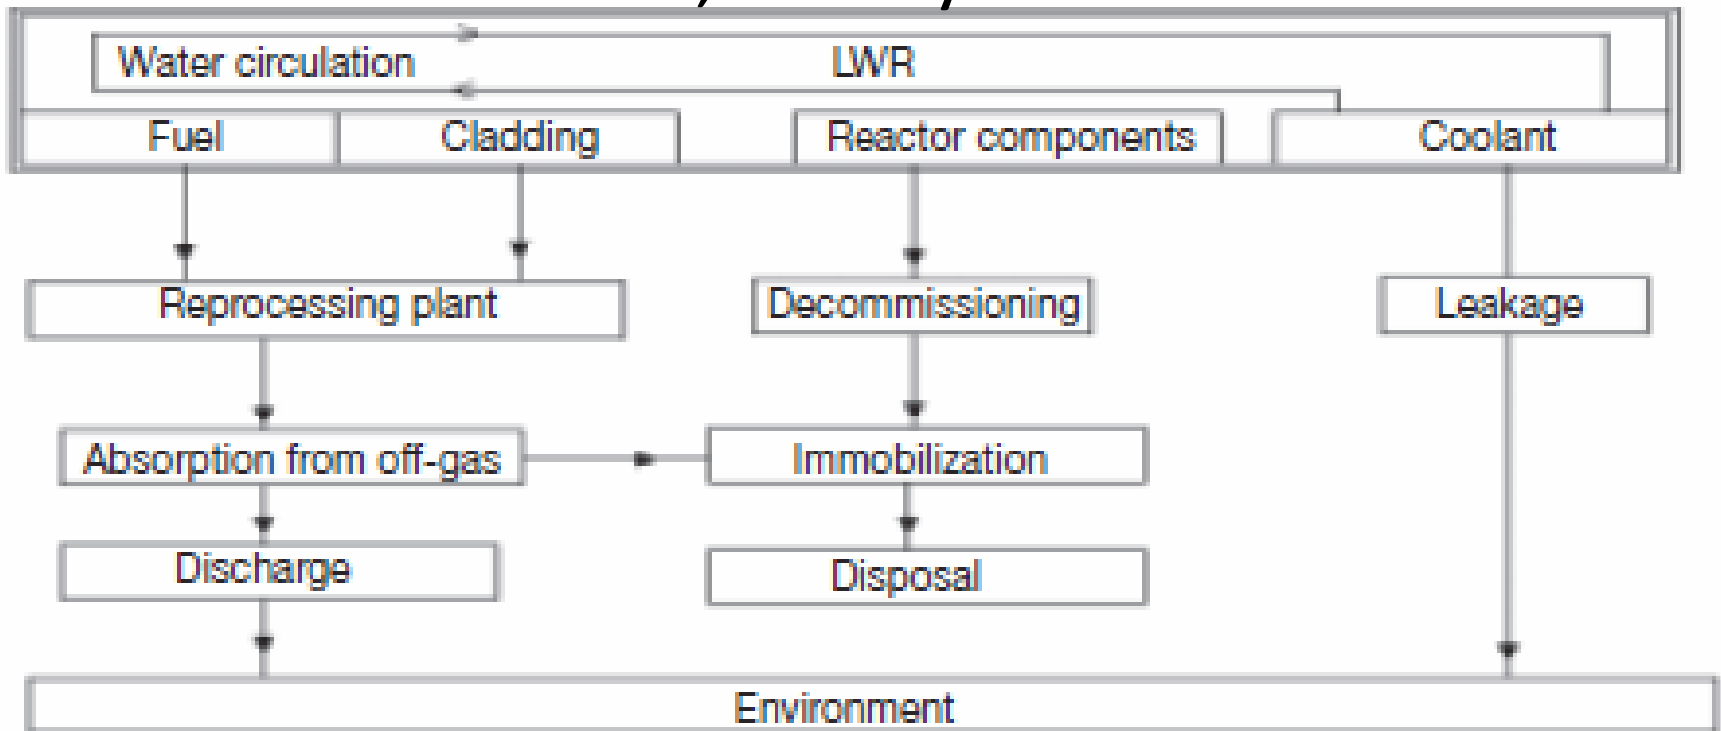 Water circulation
LWR
Fuel
Cladding
Reactor components
Coolant
Reprocessing plant
Decommissioning
Leakage
Absorption from off-gas
Immobilization
Discharge
Disposal
Environment